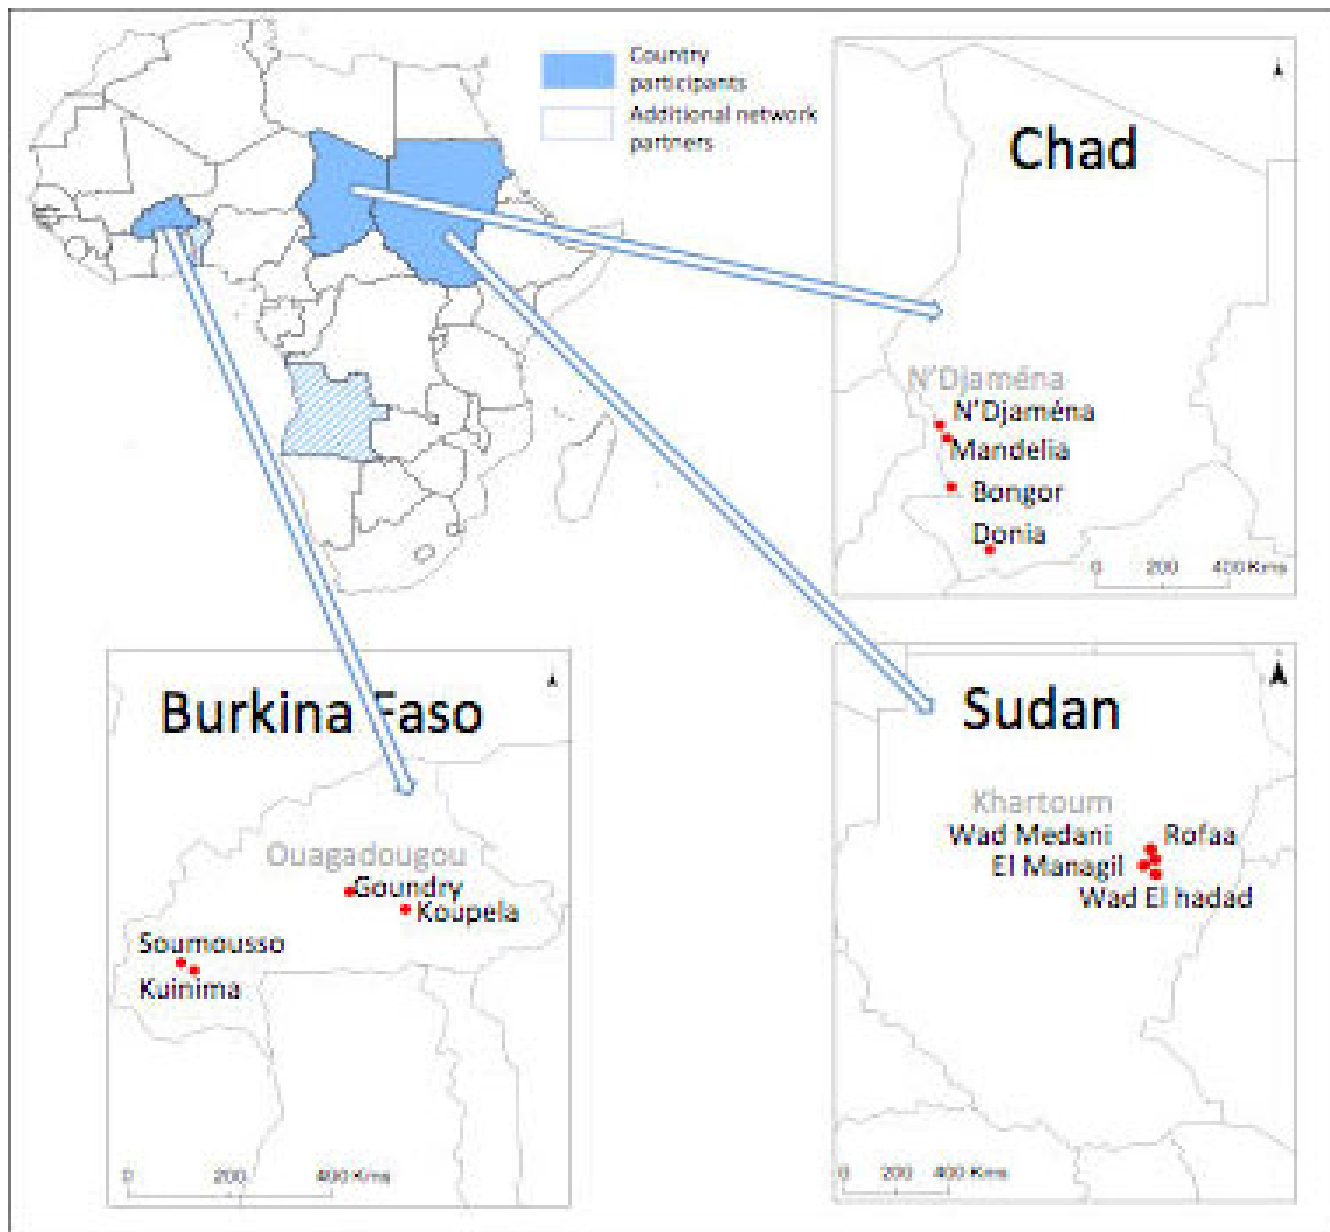 Country
participants
Additional network
partners
Chad
N'Djaména
N'Djaména
Mandelia
Bongor
Donia
0 200 400 Kms
Burkina Faso
Ouagadougou
Goundry
Koupela
Soumousso
Kuinima
0 200 400 Kms
Sudan
Khartoum
Wad Medani
Rofaa
El Managil
Wad El hadad
0 200 400 Kms